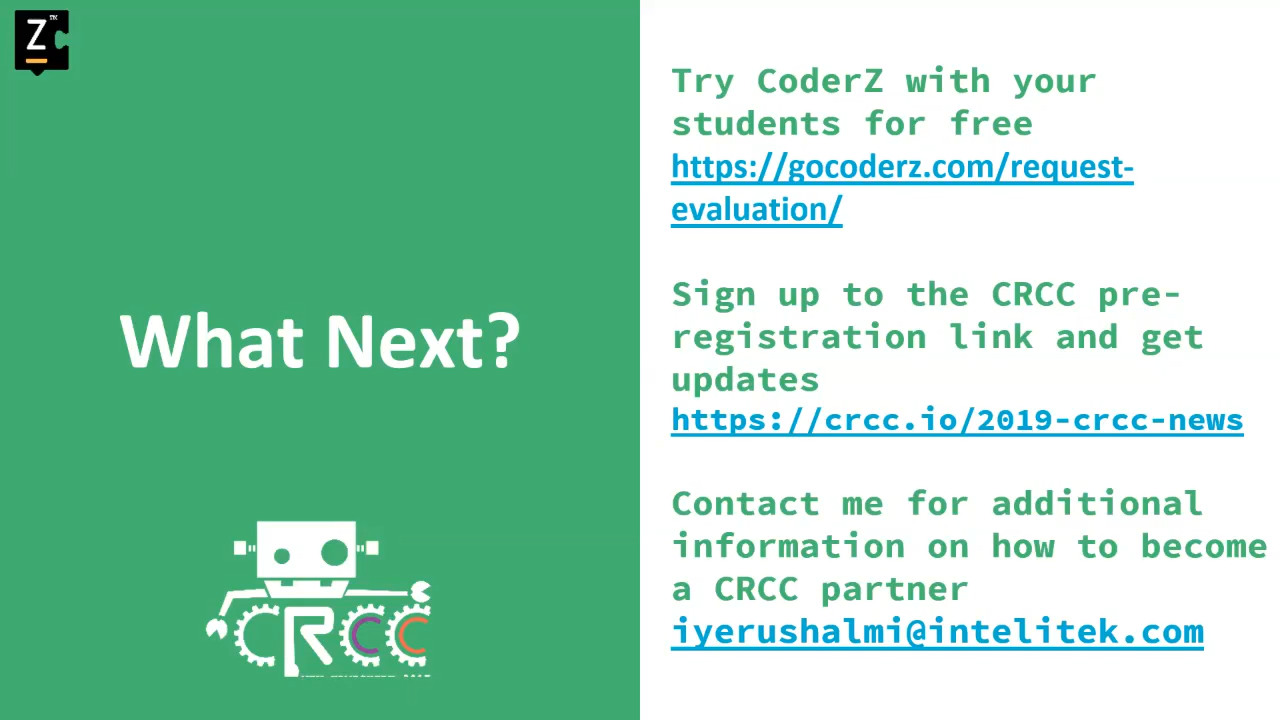 Z™
Try CoderZ with your
students for free
https://gocoderz.com/request-
evaluation/
What Next?
Sign up to the CRCC pre-
registration link and get
updates
https://crcc.io/2019-crcc-news
Contact me for additional
information on how to become
a CRCC partner
iyerushalmi@intelitek.com
CRCC